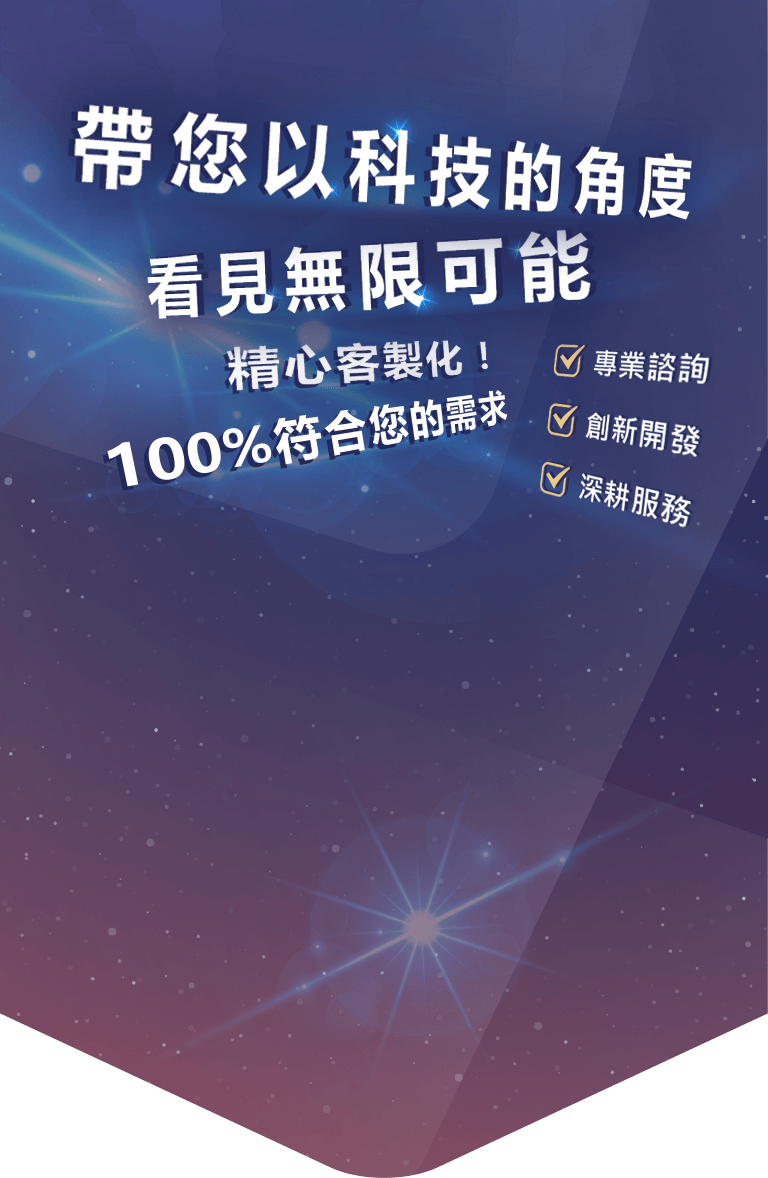 帶您以科技的角度
看見無限可能
精心客製化！
100%符合您的需求
專業諮詢
創新開發
深耕服務